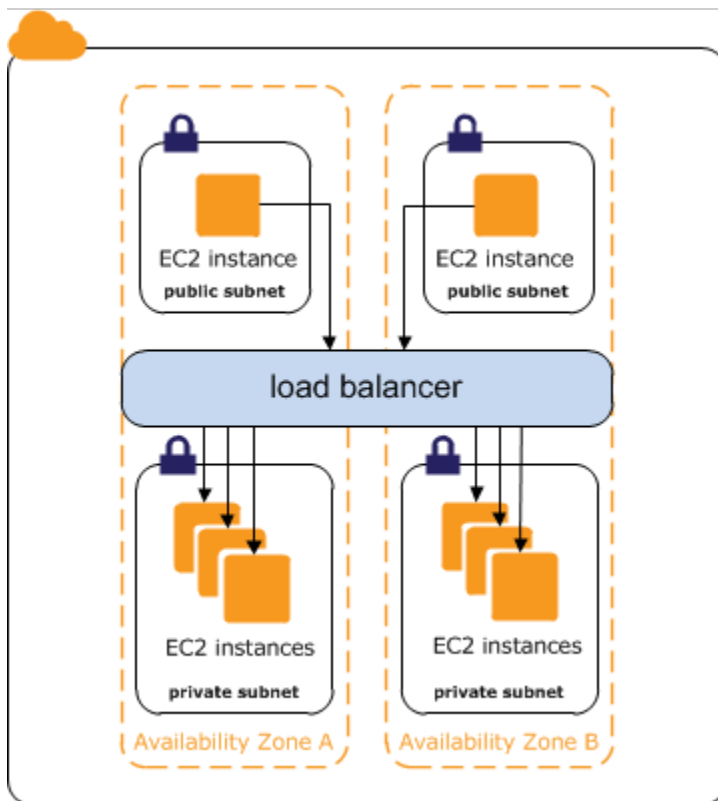 EC2 instance
public subnet
EC2 instance
public subnet
load balancer
EC2 instances
private subnet
EC2 instances
private subnet
Availability Zone A
Availability Zone B